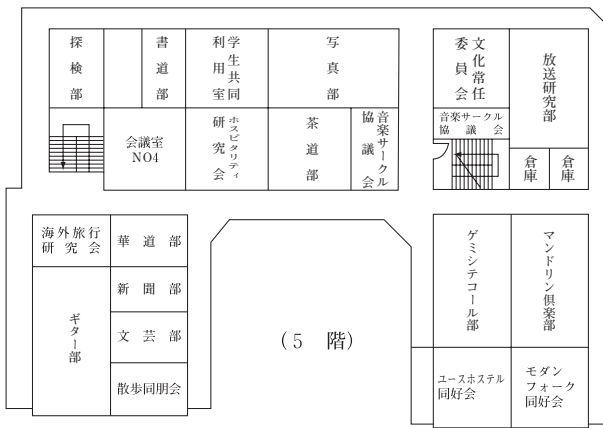 探検部
書道部
学生共同
利用室
写真部
文化常任
委員会
放送研究部
会議室
NO4
ホスピタリティ
研究会
茶道部
音楽サークル
協議会
音楽サークル
協議会
倉庫
倉庫
海外旅行
研究会
華道部
新聞部
文芸部
散歩同朋会
ギター部
(5 階)
ゲミシテコール部
マンドリン倶楽部
ユースホステル
同好会
モダン
フォーク
同好会